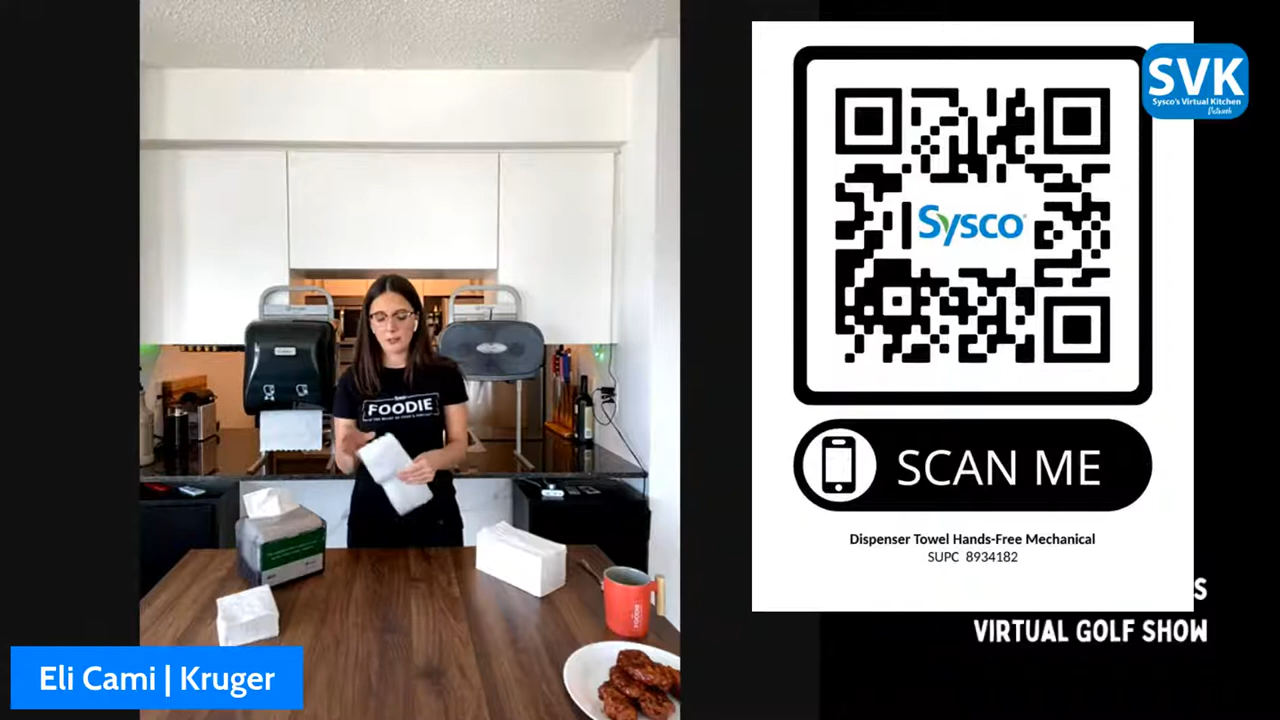 SVK
Sysco's Virtual Kitchen
Network
Sysco
SCAN ME
Dispenser Towel Hands-Free Mechanical
SUPC 8934182
S
VIRTUAL GOLF SHOW
FOODIE
FOODIE
Eli Cami | Kruger